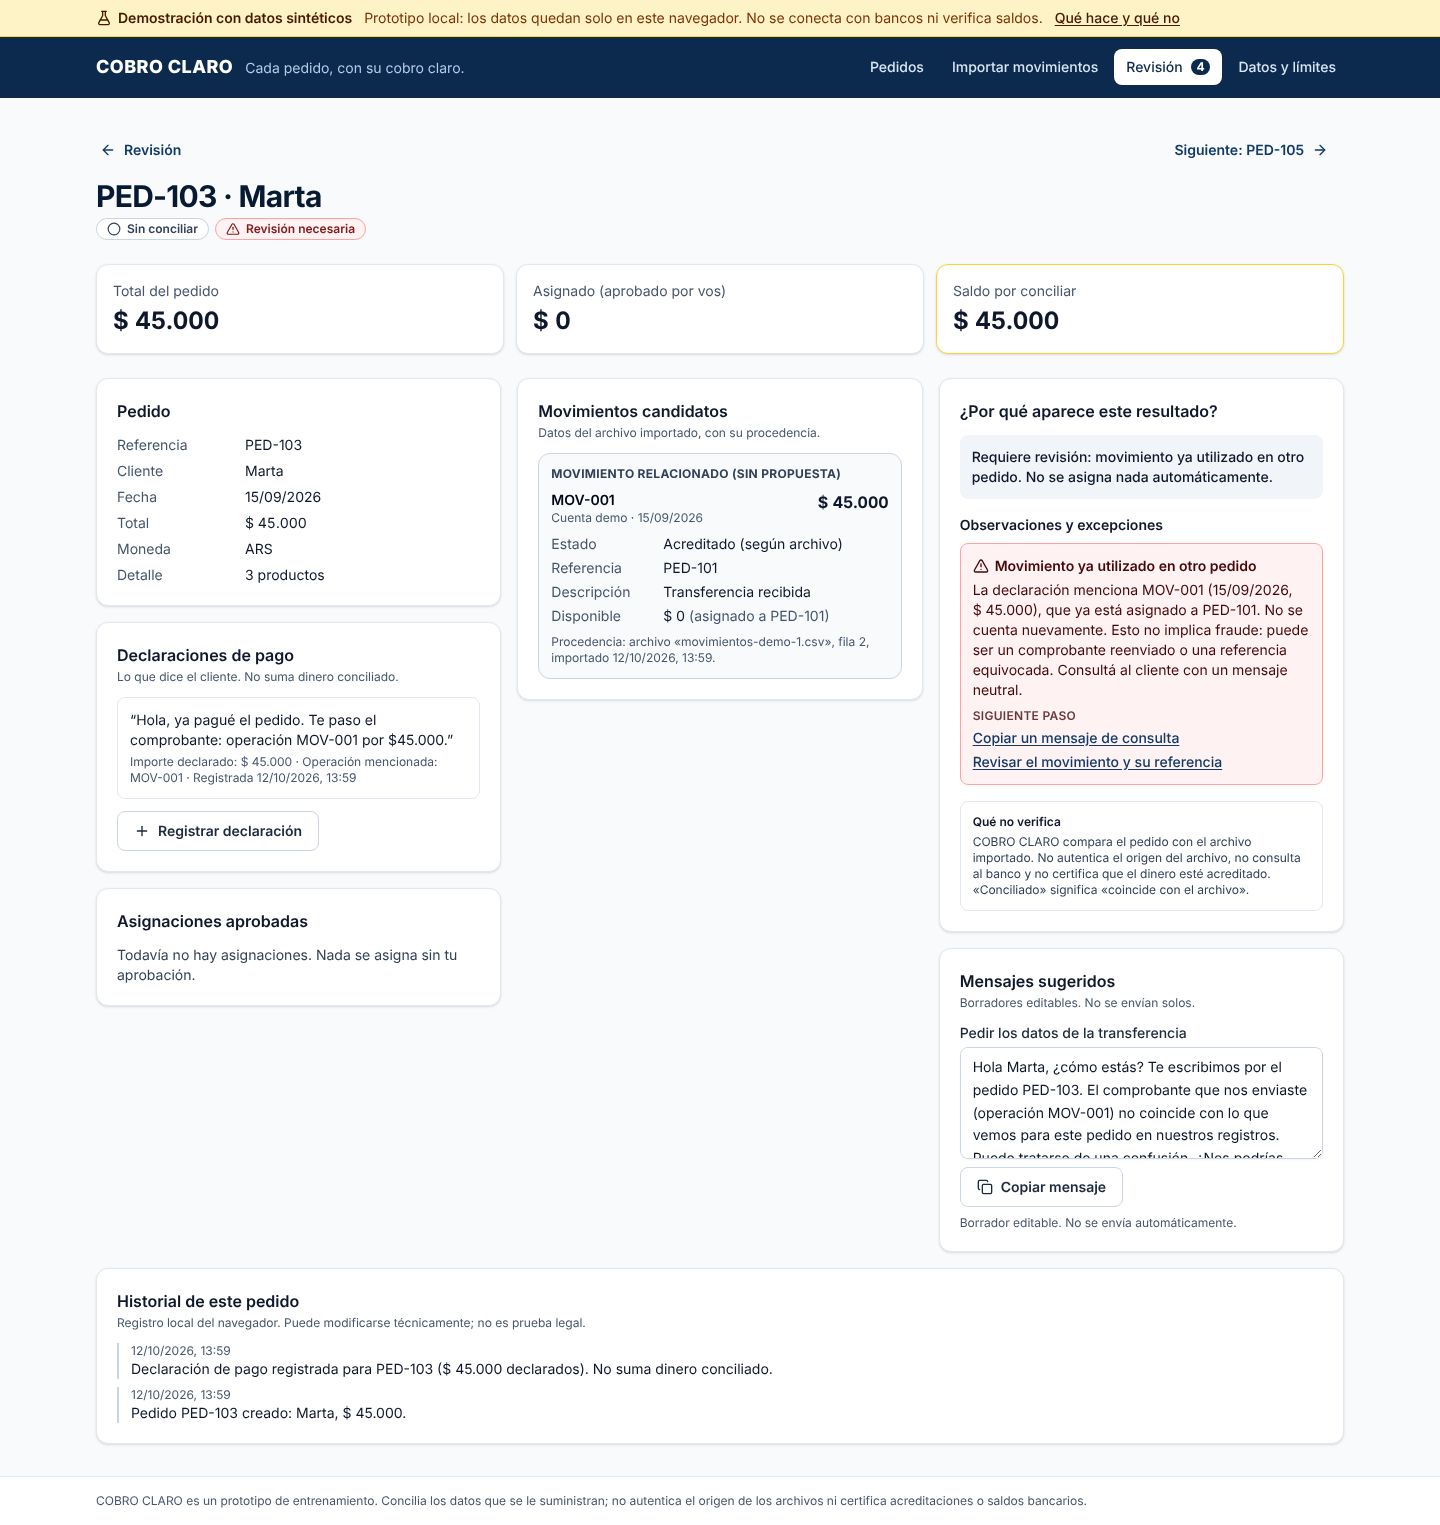 Demostración con datos sintéticos Prototipo local: los datos quedan solo en este navegador. No se conecta con bancos ni verifica saldos. Qué hace y qué no
COBRO CLARO Cada pedido, con su cobro claro. Pedidos Importar movimientos Revisión 4 Datos y límites
Revisión Siguiente: PED-105
PED-103 · Marta
Sin conciliar Revisión necesaria
Total del pedido
$ 45.000
Asignado (aprobado por vos)
$ 0
Saldo por conciliar
$ 45.000
Pedido
Referencia PED-103
Cliente Marta
Fecha 15/09/2026
Total $ 45.000
Moneda ARS
Detalle 3 productos
Declaraciones de pago
Lo que dice el cliente. No suma dinero conciliado.
“Hola, ya pagué el pedido. Te paso el
comprobante: operación MOV-001 por $45.000.”
Importe declarado: $ 45.000 · Operación mencionada:
MOV-001 · Registrada 12/10/2026, 13:59
Registrar declaración
Asignaciones aprobadas
Todavía no hay asignaciones. Nada se asigna sin tu
aprobación.
Movimientos candidatos
Datos del archivo importado, con su procedencia.
MOVIMIENTO RELACIONADO (SIN PROPUESTA)
MOV-001 $ 45.000
Cuenta demo · 15/09/2026
Estado Acreditado (según archivo)
Referencia PED-101
Descripción Transferencia recibida
Disponible $ 0 (asignado a PED-101)
Procedencia: archivo «movimientos-demo-1.csv», fila 2,
importado 12/10/2026, 13:59.
¿Por qué aparece este resultado?
Requiere revisión: movimiento ya utilizado en otro
pedido. No se asigna nada automáticamente.
Observaciones y excepciones
Movimiento ya utilizado en otro pedido
La declaración menciona MOV-001 (15/09/2026,
$ 45.000), que ya está asignado a PED-101. No se
cuenta nuevamente. Esto no implica fraude: puede
ser un comprobante reenviado o una referencia
equivocada. Consultá al cliente con un mensaje
neutral.
SIGUIENTE PASO
Copiar un mensaje de consulta
Revisar el movimiento y su referencia
Qué no verifica
COBRO CLARO compara el pedido con el archivo
importado. No autentica el origen del archivo, no consulta
al banco y no certifica que el dinero esté acreditado.
«Conciliado» significa «coincide con el archivo».
Mensajes sugeridos
Borradores editables. No se envían solos.
Pedir los datos de la transferencia
Hola Marta, ¿cómo estás? Te escribimos por el
pedido PED-103. El comprobante que nos enviaste
(operación MOV-001) no coincide con lo que
vemos para este pedido en nuestros registros.
Puede tratarse de una confusión. ¿Nos podrías
Copiar mensaje
Borrador editable. No se envía automáticamente.
Historial de este pedido
Registro local del navegador. Puede modificarse técnicamente; no es prueba legal.
12/10/2026, 13:59
Declaración de pago registrada para PED-103 ($ 45.000 declarados). No suma dinero conciliado.
12/10/2026, 13:59
Pedido PED-103 creado: Marta, $ 45.000.
COBRO CLARO es un prototipo de entrenamiento. Concilia los datos que se le suministran; no autentica el origen de los archivos ni certifica acreditaciones o saldos bancarios.